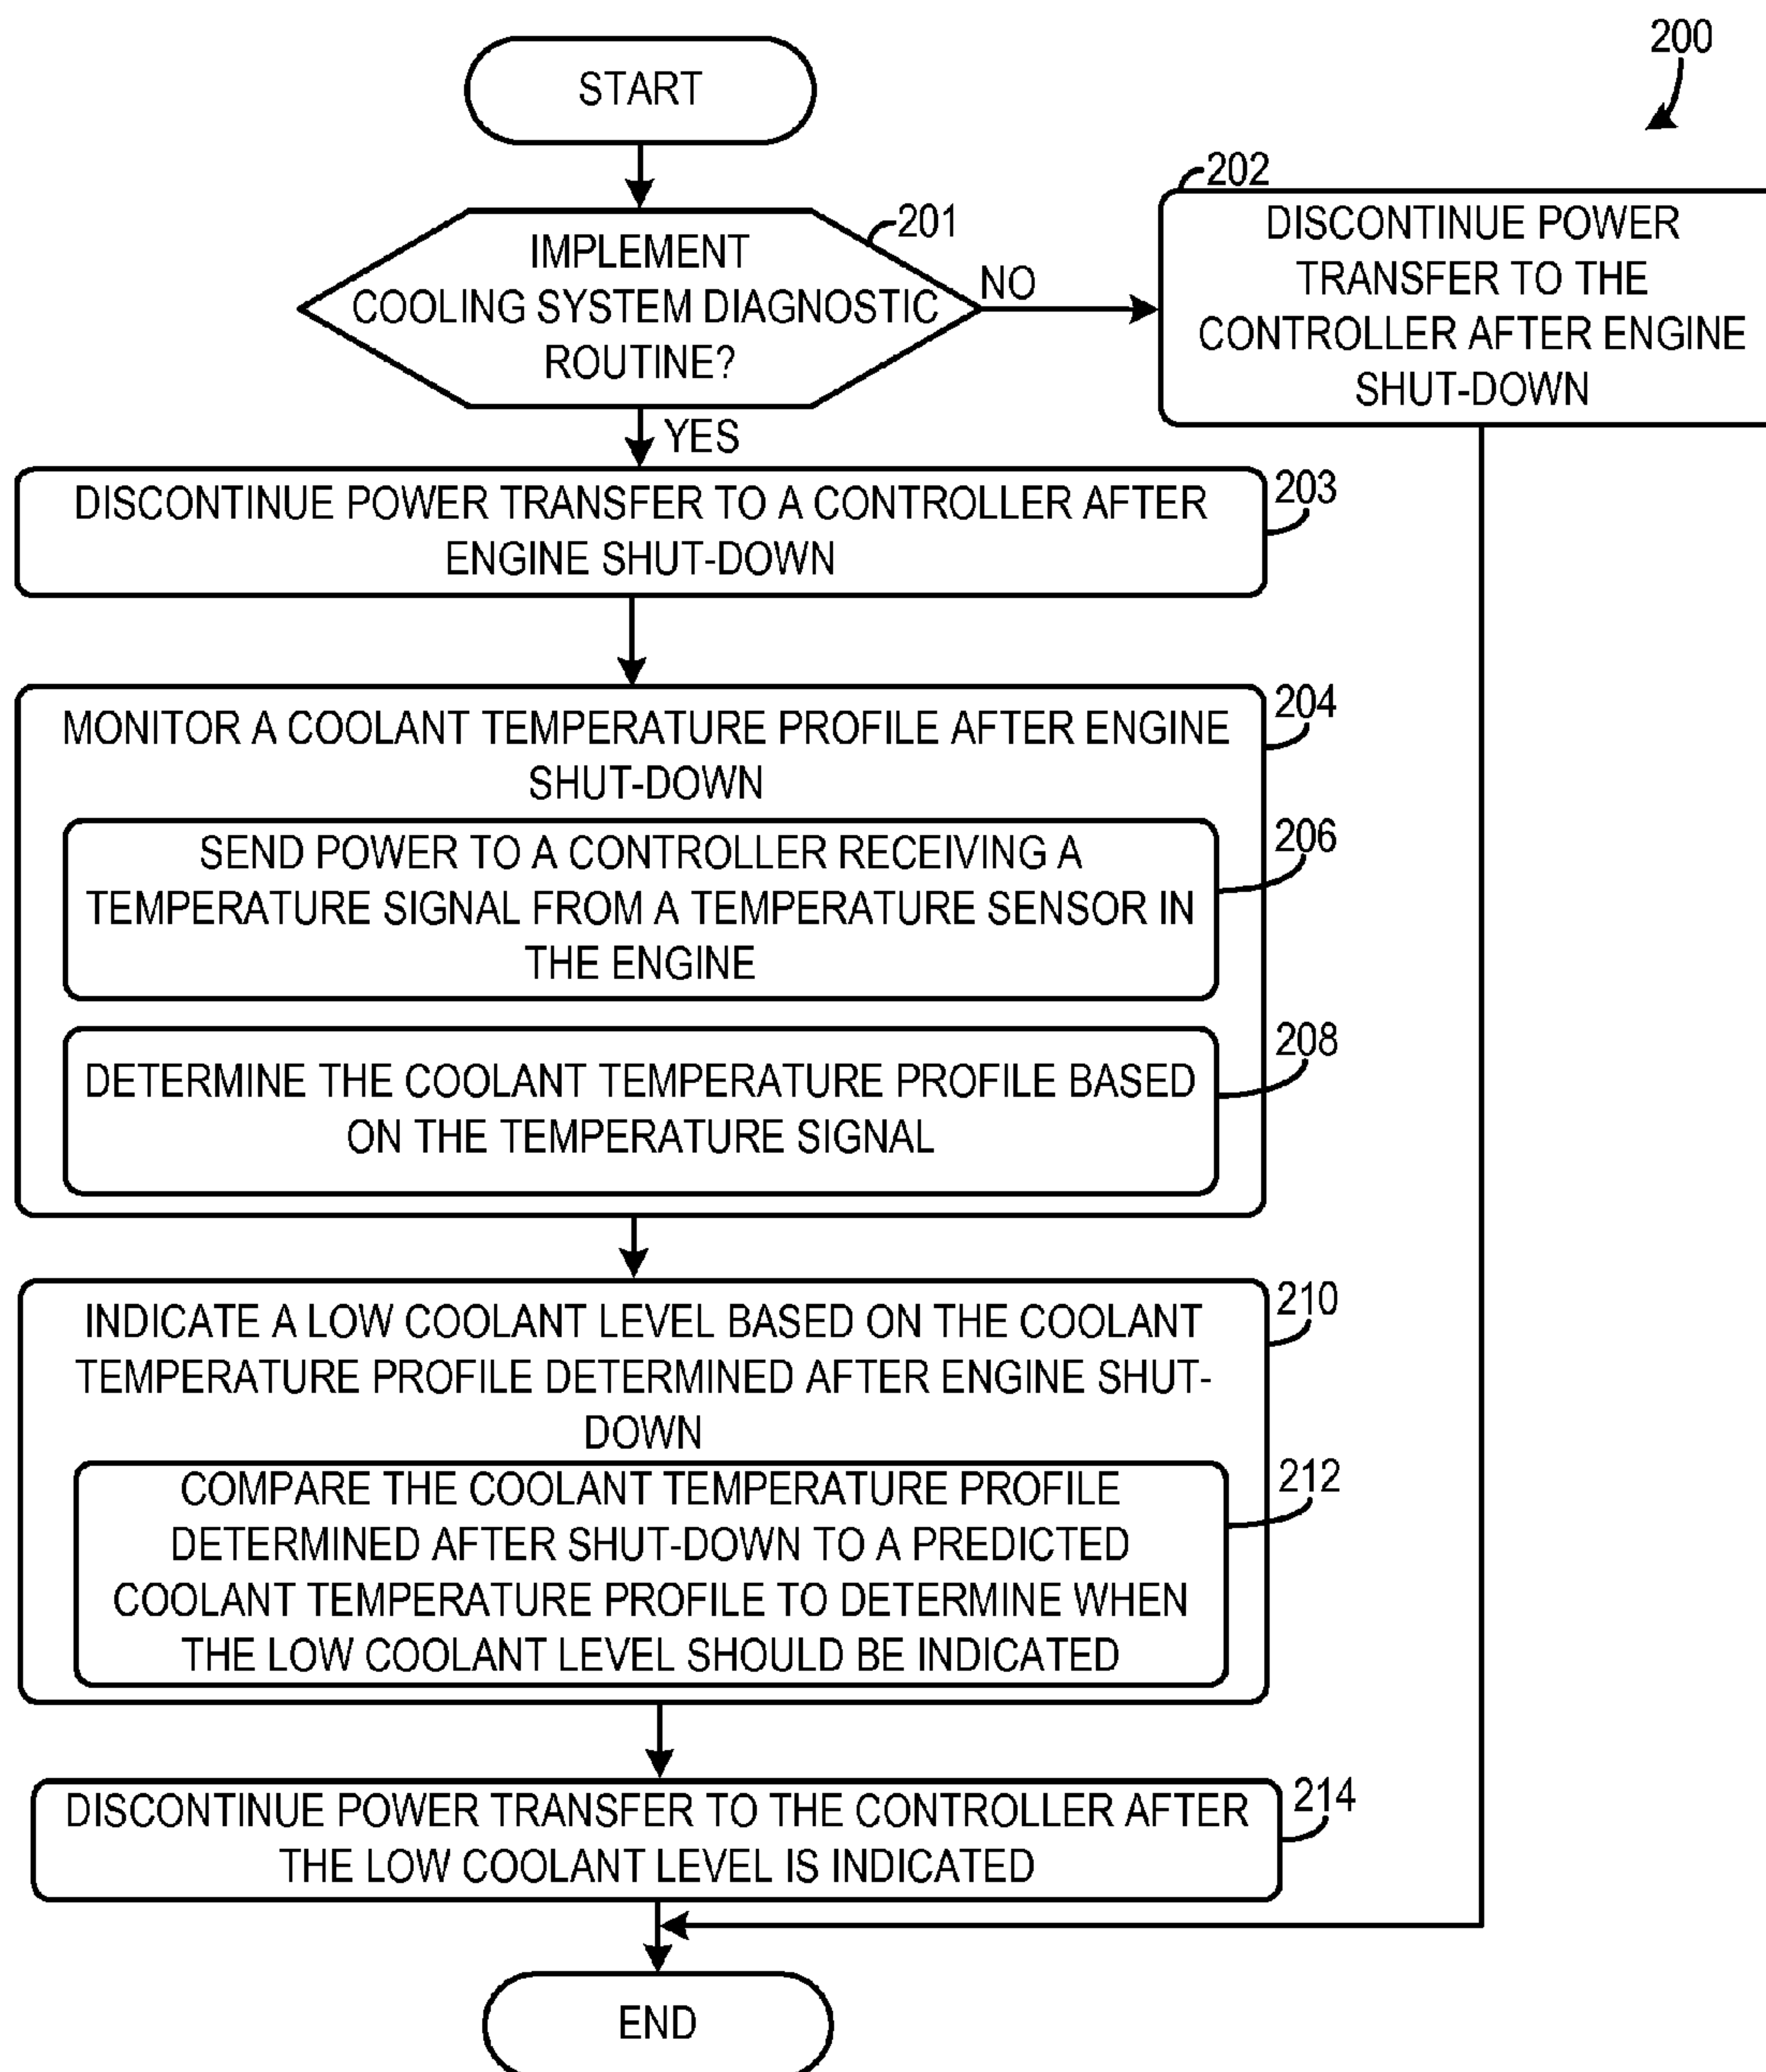 200
START
201
IMPLEMENT
COOLING SYSTEM DIAGNOSTIC
ROUTINE?
NO
YES
202
DISCONTINUE POWER
TRANSFER TO THE
CONTROLLER AFTER ENGINE
SHUT-DOWN
203
DISCONTINUE POWER TRANSFER TO A CONTROLLER AFTER
ENGINE SHUT-DOWN
204
MONITOR A COOLANT TEMPERATURE PROFILE AFTER ENGINE
SHUT-DOWN
206
SEND POWER TO A CONTROLLER RECEIVING A
TEMPERATURE SIGNAL FROM A TEMPERATURE SENSOR IN
THE ENGINE
208
DETERMINE THE COOLANT TEMPERATURE PROFILE BASED
ON THE TEMPERATURE SIGNAL
210
INDICATE A LOW COOLANT LEVEL BASED ON THE COOLANT
TEMPERATURE PROFILE DETERMINED AFTER ENGINE SHUT-
DOWN
212
COMPARE THE COOLANT TEMPERATURE PROFILE
DETERMINED AFTER SHUT-DOWN TO A PREDICTED
COOLANT TEMPERATURE PROFILE TO DETERMINE WHEN
THE LOW COOLANT LEVEL SHOULD BE INDICATED
214
DISCONTINUE POWER TRANSFER TO THE CONTROLLER AFTER
THE LOW COOLANT LEVEL IS INDICATED
END